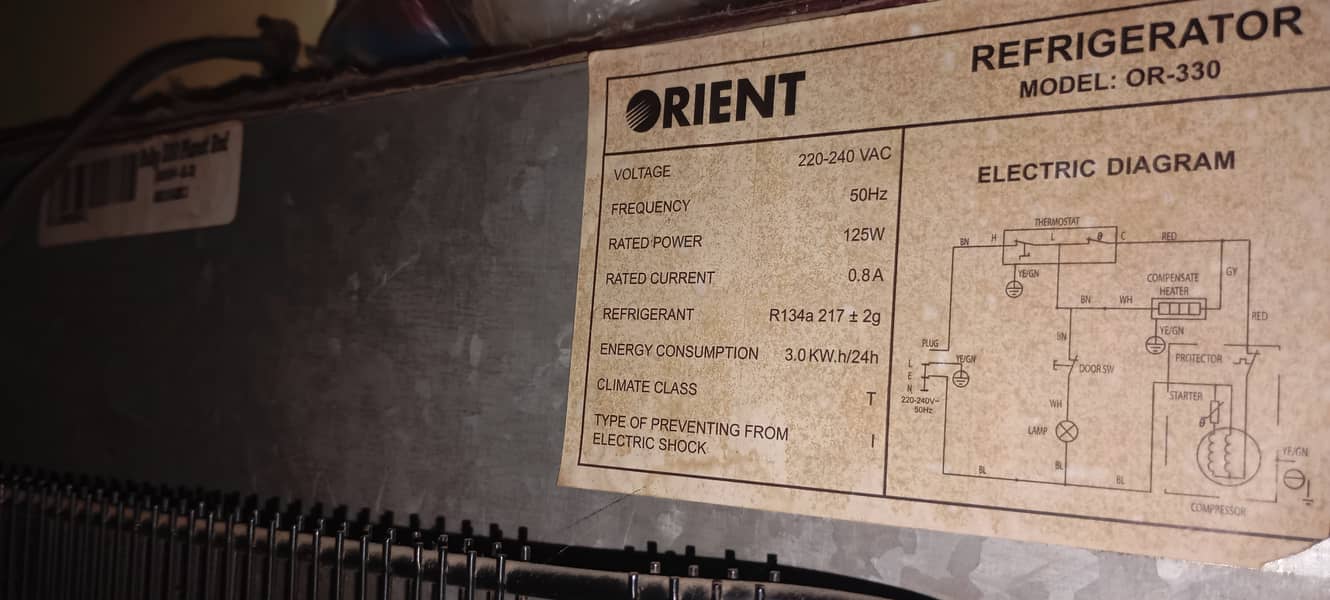 ORIENT
REFRIGERATOR
MODEL: OR-330
VOLTAGE 220-240 VAC
FREQUENCY 50Hz
RATED POWER 125W
RATED CURRENT 0.8A
REFRIGERANT R134a 217 ± 2g
ENERGY CONSUMPTION 3.0KW.h/24h
CLIMATE CLASS T
TYPE OF PREVENTING FROM
ELECTRIC SHOCK I
ELECTRIC DIAGRAM
THERMOSTAT
BN H L θ C RED
YE/GN
GY
COMPENSATE
HEATER
BN WH
RED
YE/GN
BN
PLUG
L
E
N
YE/GN
220-240V~
50Hz
DOOR SW
PROTECTOR
STARTER
WH
θ
LAMP
YE/GN
BL
BL
BL
COMPRESSOR